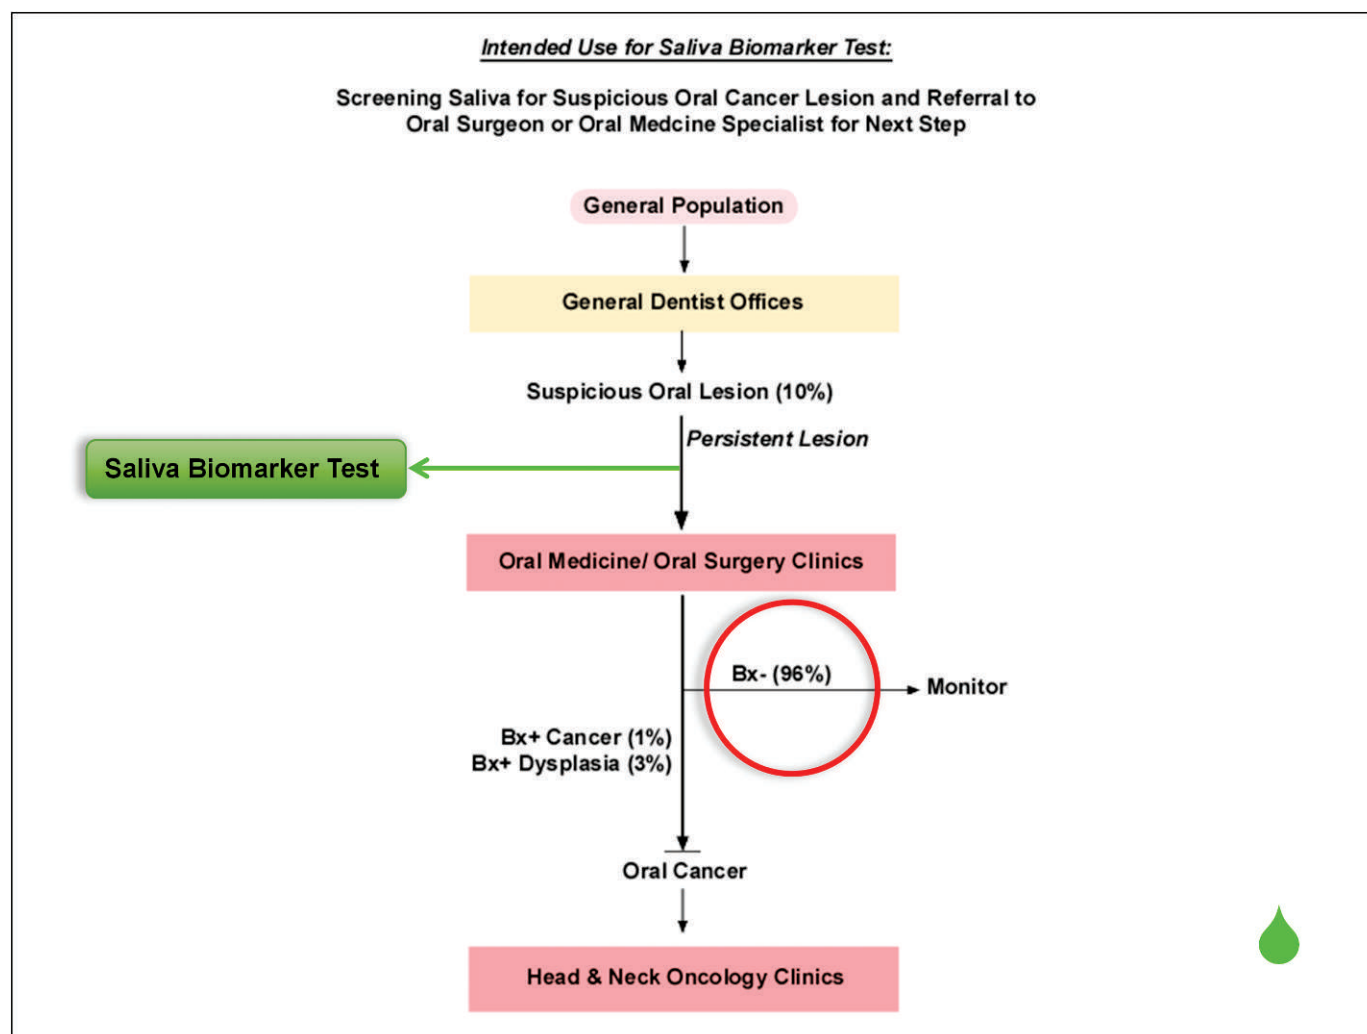 Intended Use for Saliva Biomarker Test:
Screening Saliva for Suspicious Oral Cancer Lesion and Referral to
Oral Surgeon or Oral Medcine Specialist for Next Step
General Population
General Dentist Offices
Suspicious Oral Lesion (10%)
Persistent Lesion
Saliva Biomarker Test
Oral Medicine/ Oral Surgery Clinics
Bx- (96%)
Monitor
Bx+ Cancer (1%)
Bx+ Dysplasia (3%)
Oral Cancer
Head & Neck Oncology Clinics